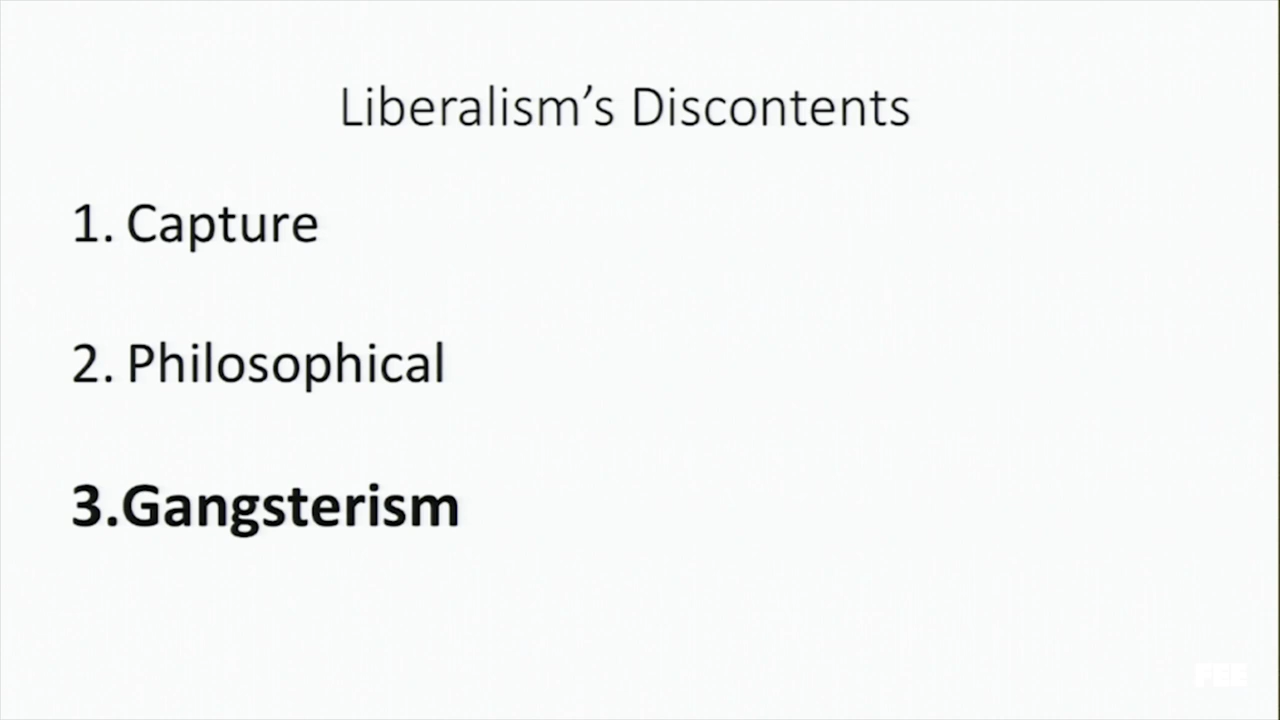 Liberalism’s Discontents
1. Capture
2. Philosophical
3.Gangsterism
FEE